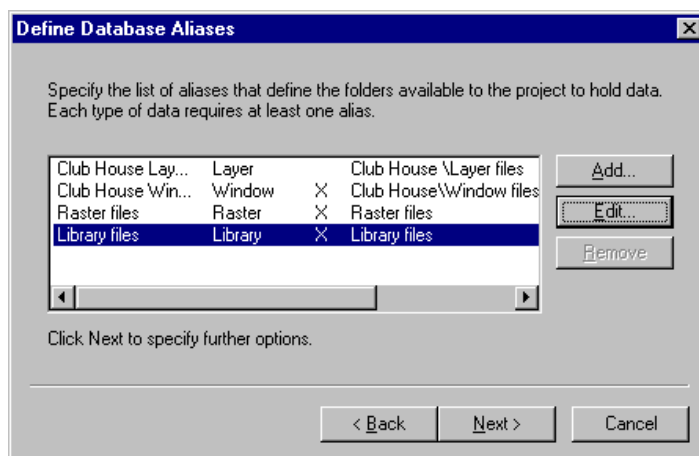 Define Database Aliases
Specify the list of aliases that define the folders available to the project to hold data.
Each type of data requires at least one alias.
Club House Lay... Layer Club House \Layer files
Club House Win... Window X Club House\Window files
Raster files Raster X Raster files
Library files Library X Library files
Add...
Edit...
Remove
Click Next to specify further options.
< Back Next > Cancel